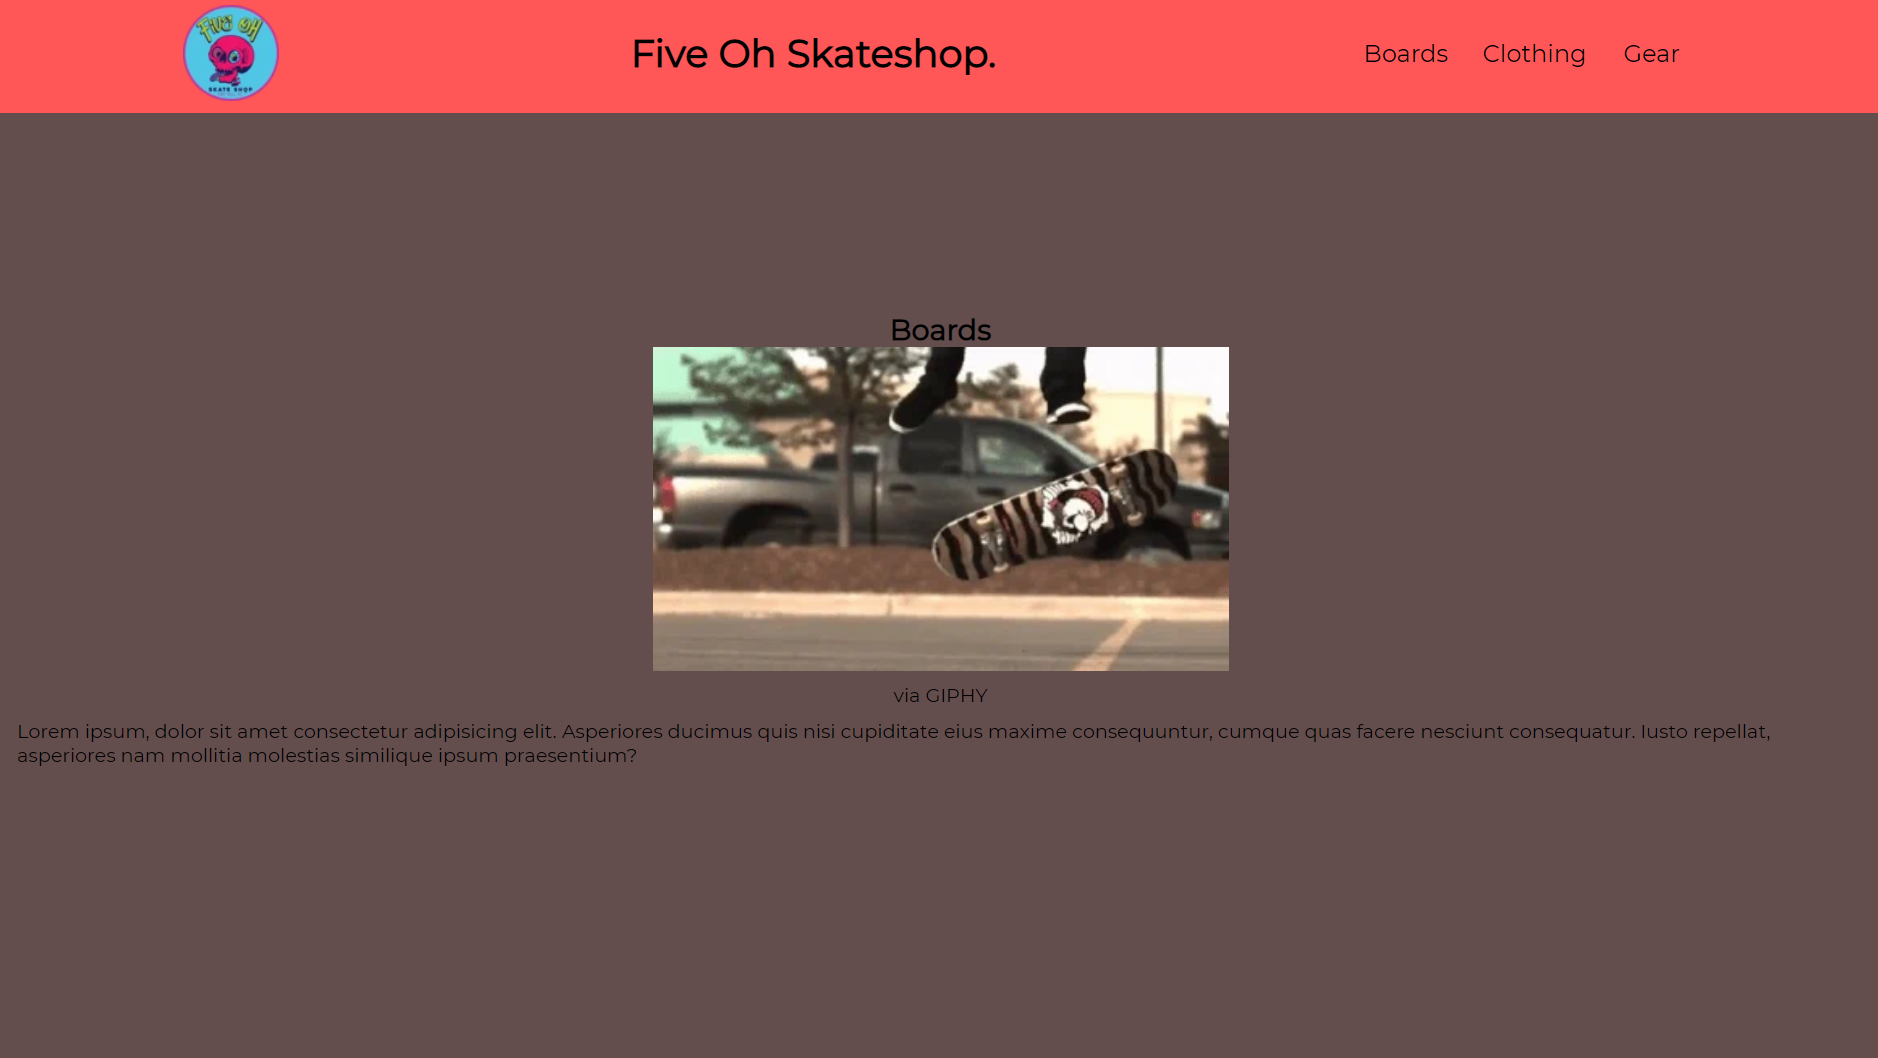 Five OH
SKATE SHOP
Five Oh Skateshop.
Boards
Clothing
Gear
Boards
via GIPHY
Lorem ipsum, dolor sit amet consectetur adipisicing elit. Asperiores ducimus quis nisi cupiditate eius maxime consequuntur, cumque quas facere nesciunt consequatur. Iusto repellat,
asperiores nam mollitia molestias similique ipsum praesentium?